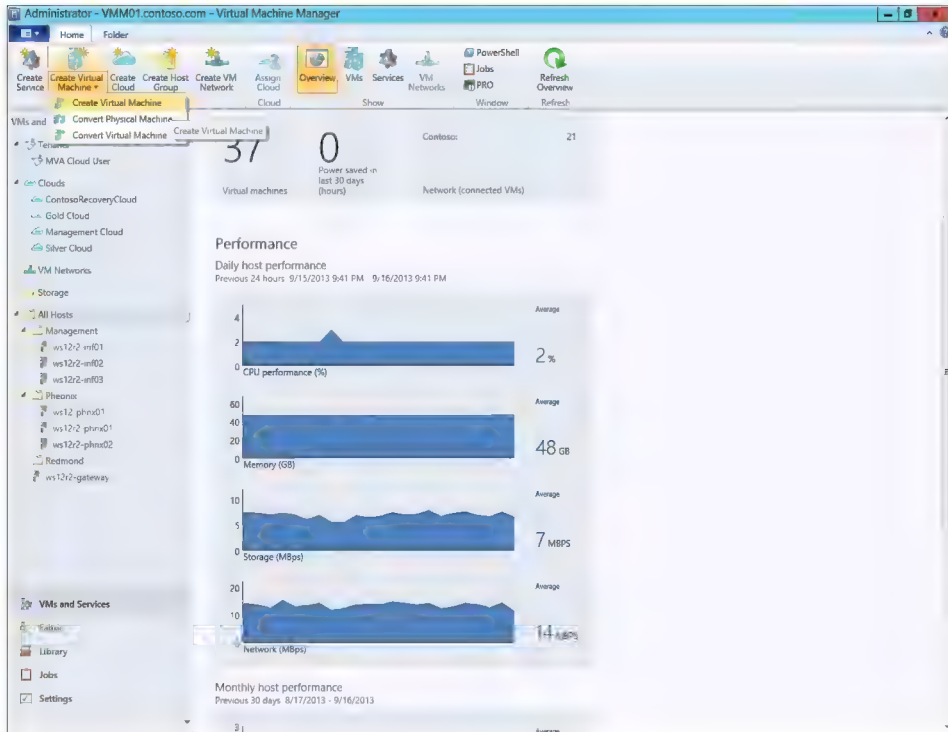 Administrator - VMM01.contoso.com - Virtual Machine Manager
Home Folder
Create Service
Create Virtual Machine
Create Cloud
Create Host Group
Create VM Network
Assign Cloud
Overview
VMs
Services
VM Networks
PowerShell
Jobs
PRO
Refresh Overview
Cloud Show Window Refresh
Create Virtual Machine
Convert Physical Machine
Convert Virtual Machine
Create Virtual Machine
VMs and
Tenants
MVA Cloud User
Clouds
ContosoRecoveryCloud
Gold Cloud
Management Cloud
Silver Cloud
VM Networks
Storage
All Hosts
Management
ws12r2-inf01
ws12r2-inf02
ws12r2-inf03
Pheonix
ws12-phnx01
ws12r2-phnx01
ws12r2-phnx02
Redmond
ws12r2-gateway
VMs and Services
Fabric
Library
Jobs
Settings
37
Virtual machines
0
Power saved in last 30 days (hours)
Contoso: 21
Network (connected VMs)
Performance
Daily host performance
Previous 24 hours 9/15/2013 9:41 PM 9/16/2013 9:41 PM
4
2
0
CPU performance (%)
Average
2 %
60
40
20
0
Memory (GB)
Average
48 GB
10
5
0
Storage (MBps)
Average
7 MBPS
20
10
Network (MBps)
Average
14 MBPS
Monthly host performance
Previous 30 days 8/17/2013 - 9/16/2013
3
Average